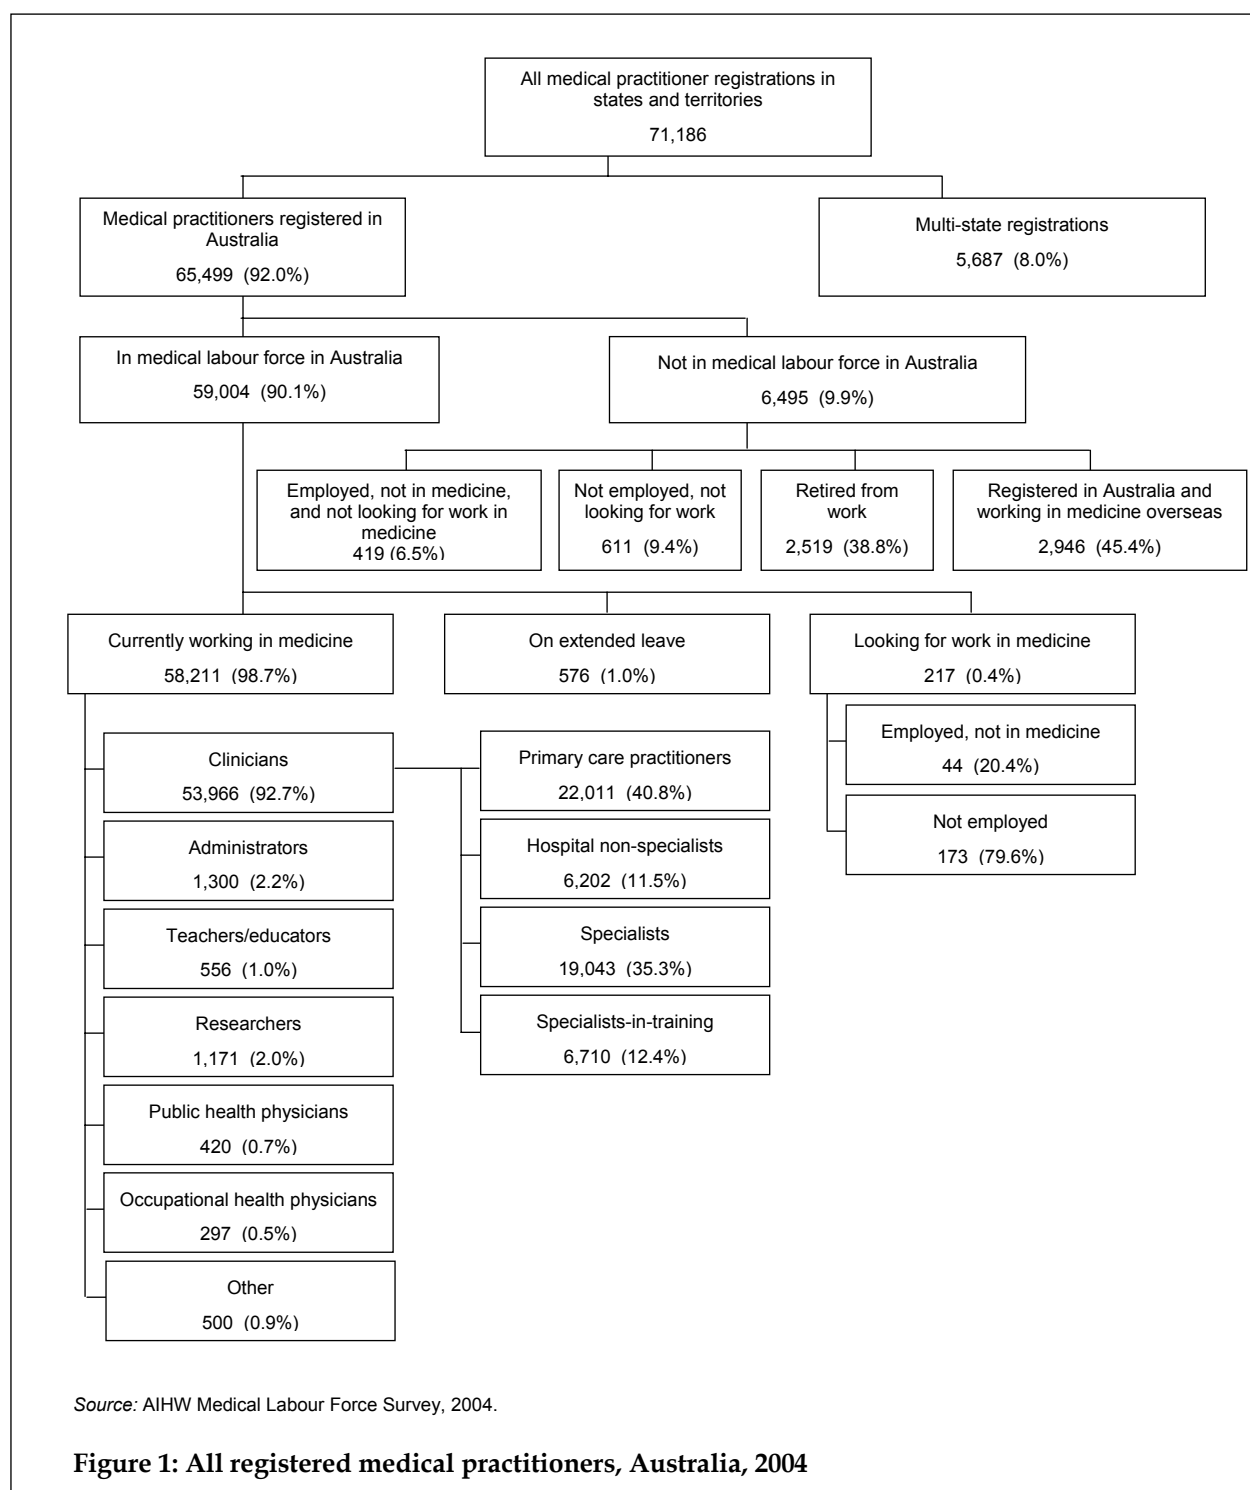 All medical practitioner registrations in
states and territories
71,186
Medical practitioners registered in
Australia
65,499 (92.0%)
Multi-state registrations
5,687 (8.0%)
In medical labour force in Australia
59,004 (90.1%)
Not in medical labour force in Australia
6,495 (9.9%)
Employed, not in medicine,
and not looking for work in
medicine
419 (6.5%)
Not employed, not
looking for work
611 (9.4%)
Retired from
work
2,519 (38.8%)
Registered in Australia and
working in medicine overseas
2,946 (45.4%)
Currently working in medicine
58,211 (98.7%)
On extended leave
576 (1.0%)
Looking for work in medicine
217 (0.4%)
Employed, not in medicine
44 (20.4%)
Not employed
173 (79.6%)
Clinicians
53,966 (92.7%)
Administrators
1,300 (2.2%)
Teachers/educators
556 (1.0%)
Researchers
1,171 (2.0%)
Public health physicians
420 (0.7%)
Occupational health physicians
297 (0.5%)
Other
500 (0.9%)
Primary care practitioners
22,011 (40.8%)
Hospital non-specialists
6,202 (11.5%)
Specialists
19,043 (35.3%)
Specialists-in-training
6,710 (12.4%)
Source: AIHW Medical Labour Force Survey, 2004.
Figure 1: All registered medical practitioners, Australia, 2004